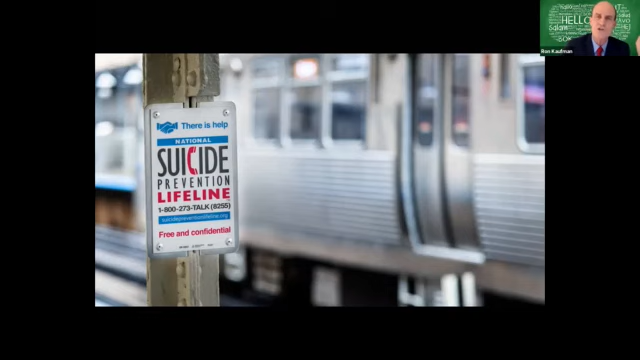 There is help
NATIONAL
SUICIDE
PREVENTION
LIFELINE
1-800-273-TALK (8255)
suicidepreventionlifeline.org
Free and confidential
HELLO
Salam
Ron Kaufman